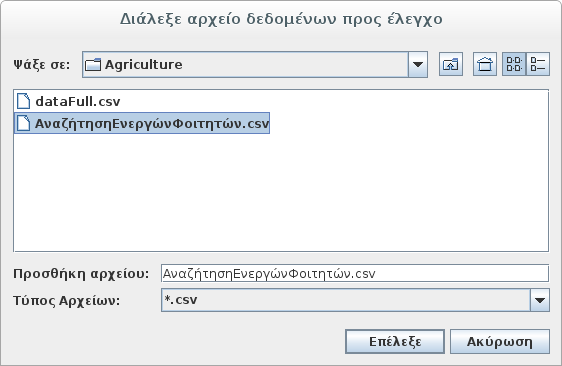 Διάλεξε αρχείο δεδομένων προς έλεγχο
Ψάξε σε: Agriculture
dataFull.csv
ΑναζήτησηΕνεργώνΦοιτητών.csv
Προσθήκη αρχείου: ΑναζήτησηΕνεργώνΦοιτητών.csv
Τύπος Αρχείων: *.csv
Επέλεξε Ακύρωση